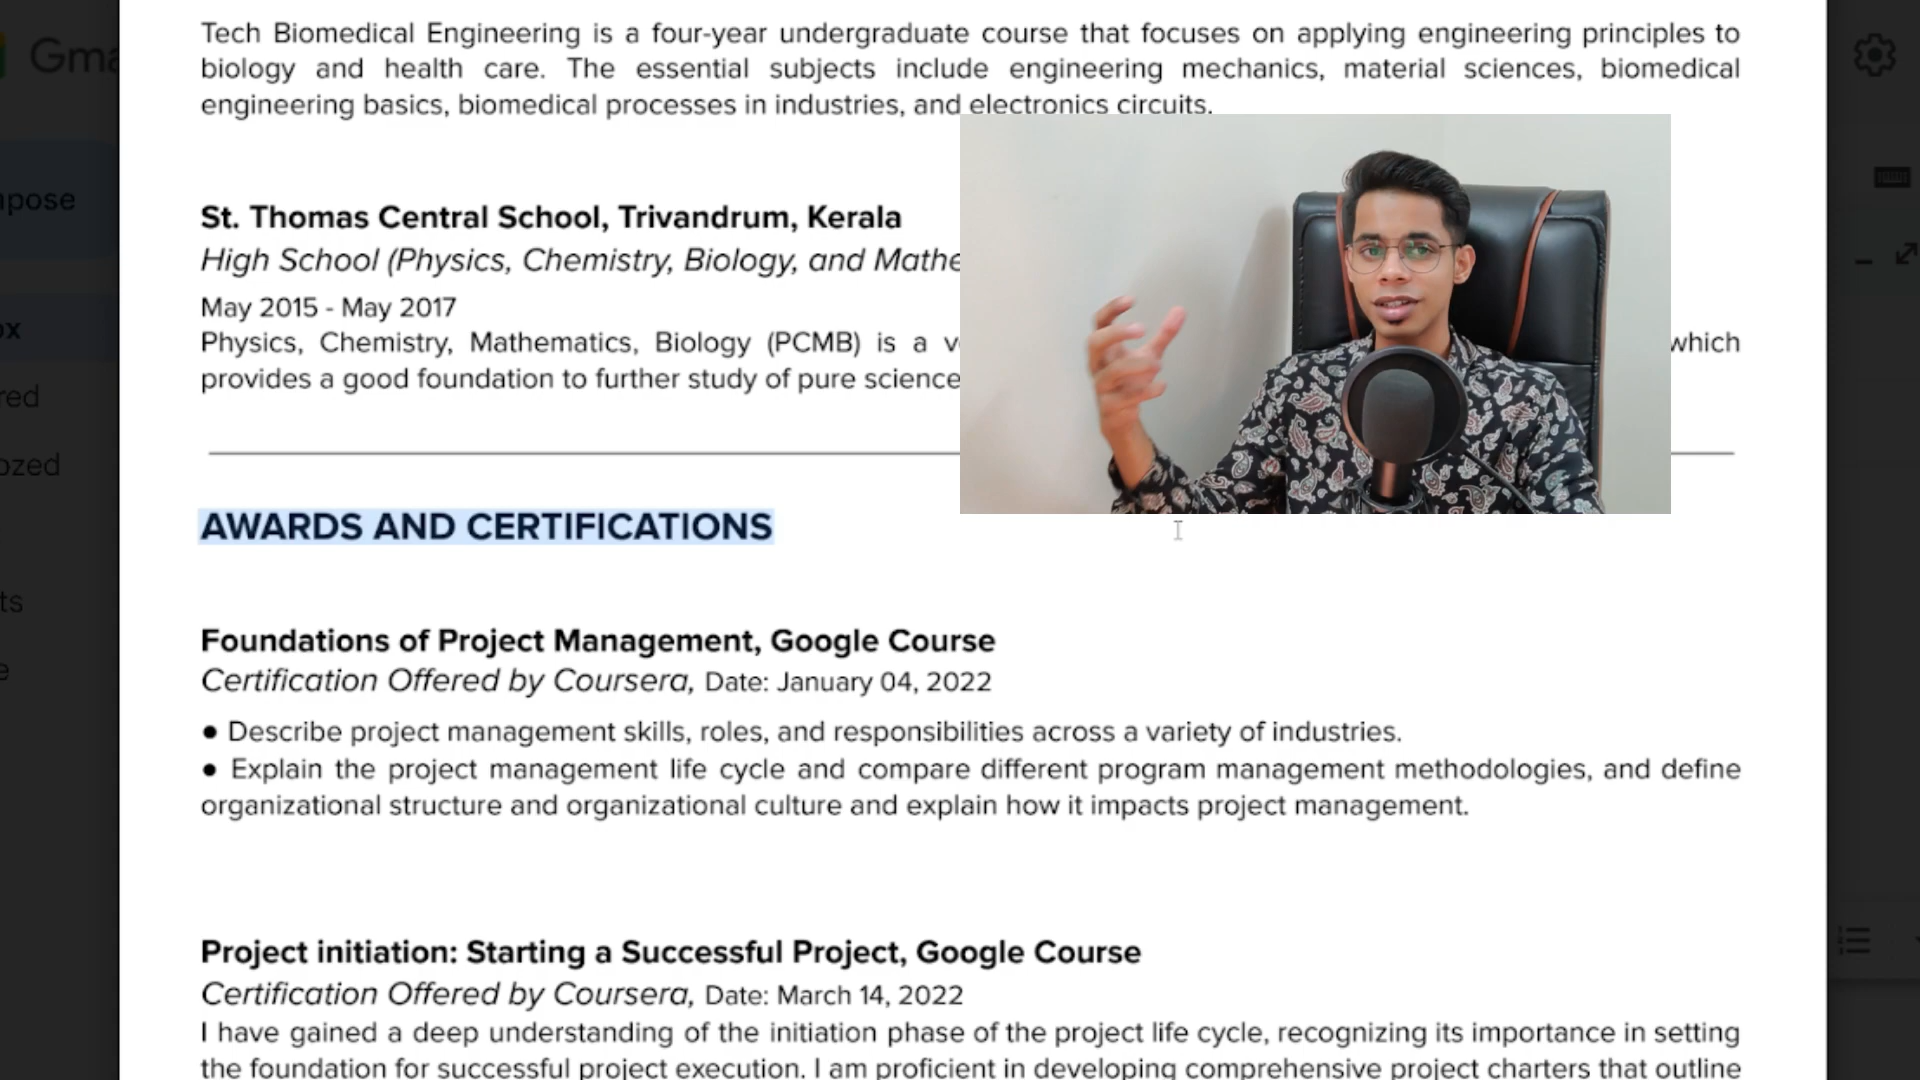 Tech Biomedical Engineering is a four-year undergraduate course that focuses on applying engineering principles to
biology and health care. The essential subjects include engineering mechanics, material sciences, biomedical
engineering basics, biomedical processes in industries, and electronics circuits.
St. Thomas Central School, Trivandrum, Kerala
High School (Physics, Chemistry, Biology, and Mathe
May 2015 - May 2017
Physics, Chemistry, Mathematics, Biology (PCMB) is a which
provides a good foundation to further study of pure science
AWARDS AND CERTIFICATIONS
Foundations of Project Management, Google Course
Certification Offered by Coursera, Date: January 04, 2022
● Describe project management skills, roles, and responsibilities across a variety of industries.
● Explain the project management life cycle and compare different program management methodologies, and define
organizational structure and organizational culture and explain how it impacts project management.
Project initiation: Starting a Successful Project, Google Course
Certification Offered by Coursera, Date: March 14, 2022
I have gained a deep understanding of the initiation phase of the project life cycle, recognizing its importance in setting
the foundation for successful project execution. I am proficient in developing comprehensive project charters that outline
Gma
mpose
ox
red
ozed
ts
e